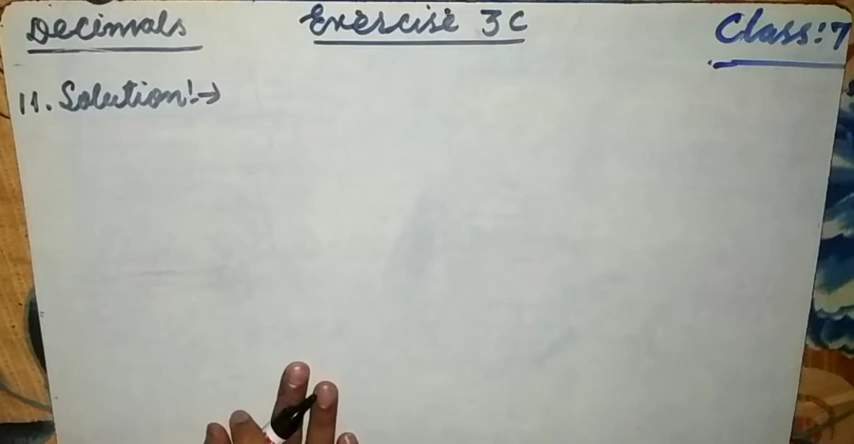 Decimals Exercise 3C Class:7
11. Solution:→